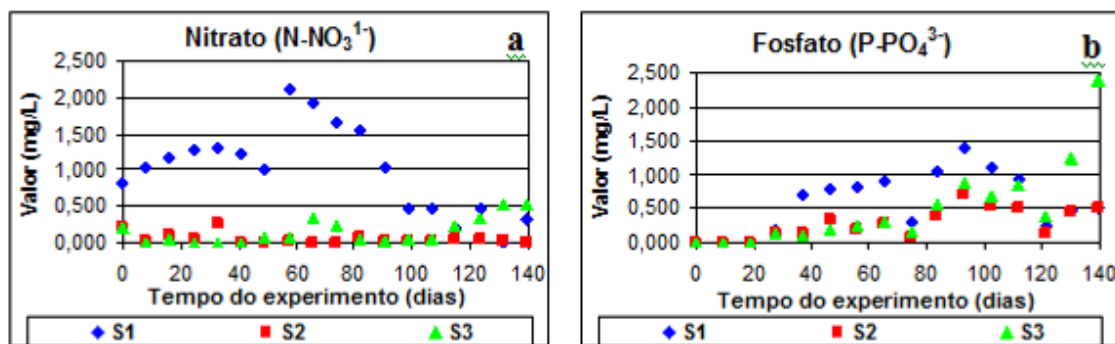 Nitrato (N-NO₃¹⁻)
a
Valor (mg/L)
2,500
2,000
1,500
1,000
0,500
0,000
0 20 40 60 80 100 120 140
Tempo do experimento (dias)
S1 S2 S3
Fosfato (P-PO₄³⁻)
b
Valor (mg/L)
2,500
2,000
1,500
1,000
0,500
0,000
0 20 40 60 80 100 120 140
Tempo do experimento (dias)
S1 S2 S3